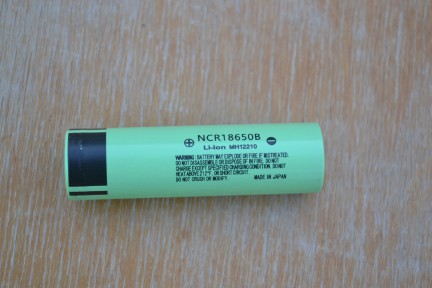 ⊕ NCR18650B ⊖
Li-ion MH12210
WARNING: BATTERY MAY EXPLODE OR FIRE IF MISTREATED.
DO NOT DISASSEMBLE OR DISPOSE OF IN FIRE. DO NOT
CHARGE EXCEPT SPECIFIED CHARGING CONDITION. DO NOT
HEAT ABOVE 212°F, OR SHORT CIRCUIT.
DO NOT CRUSH OR MODIFY. MADE IN JAPAN